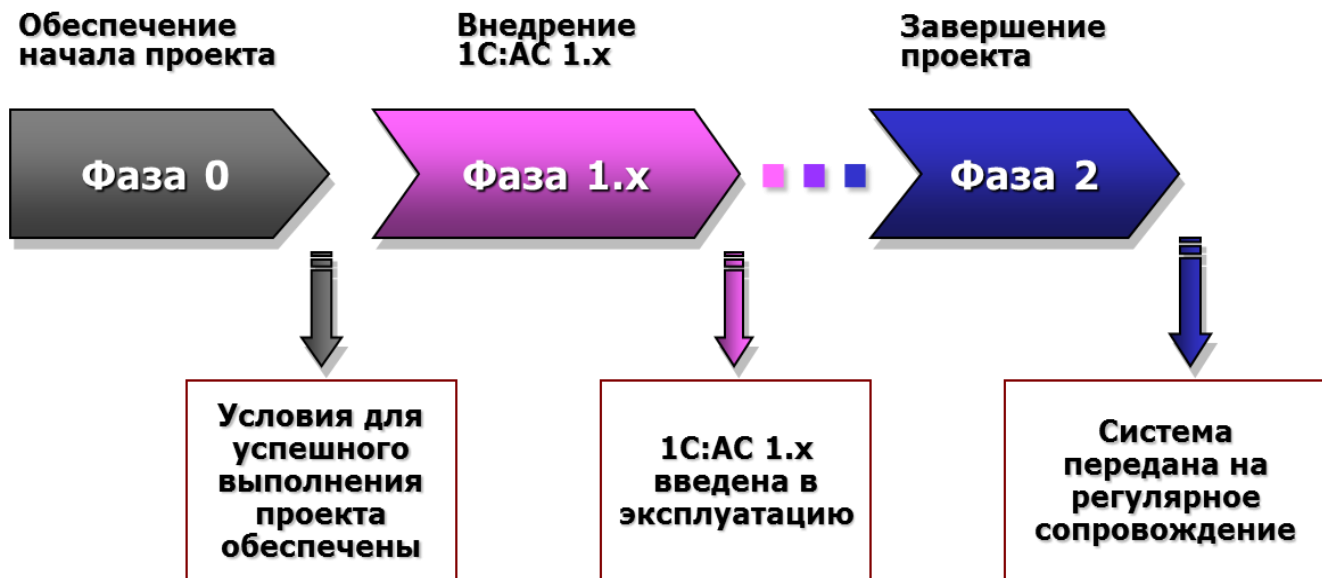 Обеспечение
начала проекта
Внедрение
1С:АС 1.x
Завершение
проекта
Фаза 0
Фаза 1.x
Фаза 2
Условия для
успешного
выполнения
проекта
обеспечены
1С:АС 1.x
введена в
эксплуатацию
Система
передана на
регулярное
сопровождение